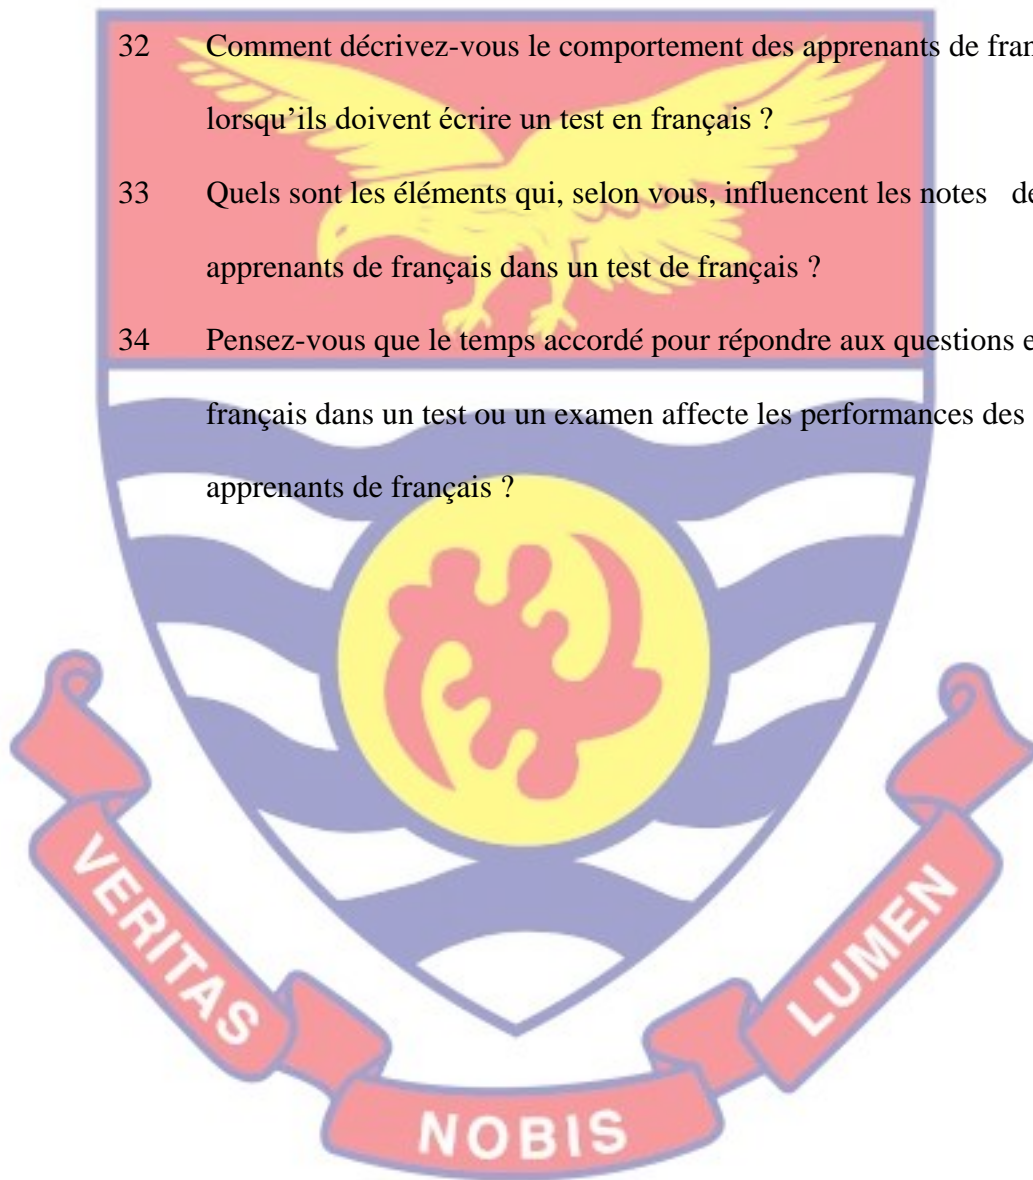 32 Comment décrivez-vous le comportement des apprenants de fran
lorsqu’ils doivent écrire un test en français ?
33 Quels sont les éléments qui, selon vous, influencent les notes de
apprenants de français dans un test de français ?
34 Pensez-vous que le temps accordé pour répondre aux questions e
français dans un test ou un examen affecte les performances des
apprenants de français ?
VERITAS
NOBIS
LUMEN